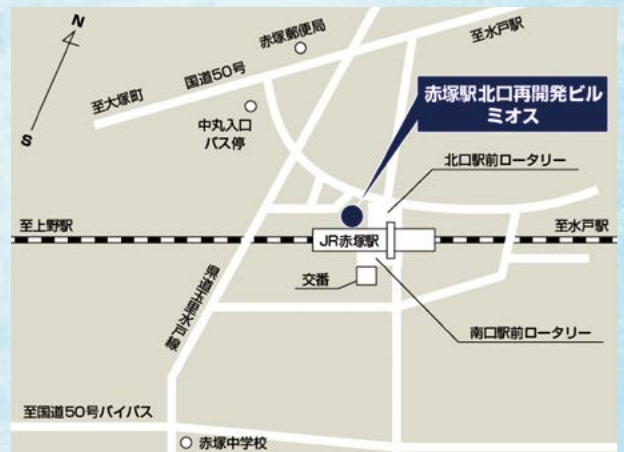 N
S
赤塚郵便局
至水戸駅
国道50号
至大塚町
中丸入口
バス停
赤塚駅北口再開発ビル
ミオス
北口駅前ロータリー
至上野駅
JR赤塚駅
至水戸駅
交番
県道玉里水戸線
南口駅前ロータリー
至国道50号バイパス
赤塚中学校